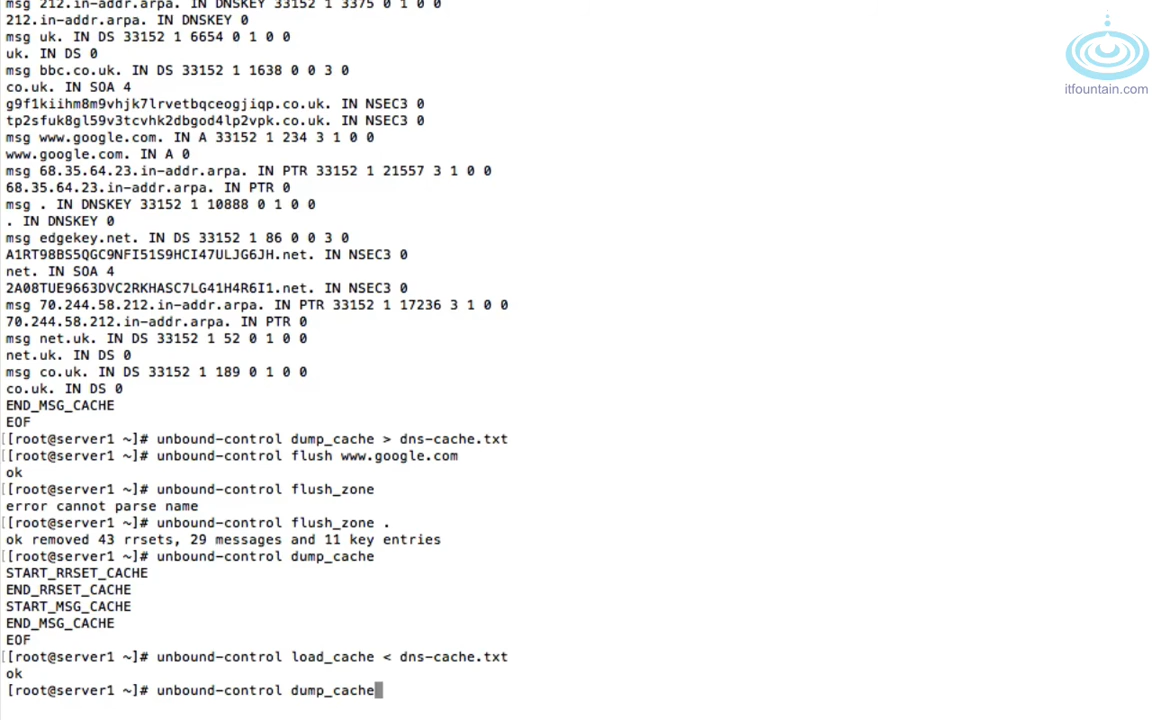 msg 212.in-addr.arpa. IN DNSKEY 33152 1 3375 0 1 0 0
212.in-addr.arpa. IN DNSKEY 0
msg uk. IN DS 33152 1 6654 0 1 0 0
uk. IN DS 0
msg bbc.co.uk. IN DS 33152 1 1638 0 0 3 0
co.uk. IN SOA 4
g9f1kiihm8m9vhjk7lrvetbqceogjiqp.co.uk. IN NSEC3 0
tp2sfuk8gl59v3tcvhk2dbgod4lp2vpk.co.uk. IN NSEC3 0
msg www.google.com. IN A 33152 1 234 3 1 0 0
www.google.com. IN A 0
msg 68.35.64.23.in-addr.arpa. IN PTR 33152 1 21557 3 1 0 0
68.35.64.23.in-addr.arpa. IN PTR 0
msg . IN DNSKEY 33152 1 10888 0 1 0 0
. IN DNSKEY 0
msg edgekey.net. IN DS 33152 1 86 0 0 3 0
A1RT98BS5QGC9NFI51S9HCI47ULJG6JH.net. IN NSEC3 0
net. IN SOA 4
2A08TUE9663DVC2RKHASC7LG41H4R6I1.net. IN NSEC3 0
msg 70.244.58.212.in-addr.arpa. IN PTR 33152 1 17236 3 1 0 0
70.244.58.212.in-addr.arpa. IN PTR 0
msg net.uk. IN DS 33152 1 52 0 1 0 0
net.uk. IN DS 0
msg co.uk. IN DS 33152 1 189 0 1 0 0
co.uk. IN DS 0
END_MSG_CACHE
EOF
[[root@server1 ~]# unbound-control dump_cache > dns-cache.txt
[[root@server1 ~]# unbound-control flush www.google.com
ok
[[root@server1 ~]# unbound-control flush_zone
error cannot parse name
[[root@server1 ~]# unbound-control flush_zone .
ok removed 43 rrsets, 29 messages and 11 key entries
[[root@server1 ~]# unbound-control dump_cache
START_RRSET_CACHE
END_RRSET_CACHE
START_MSG_CACHE
END_MSG_CACHE
EOF
[[root@server1 ~]# unbound-control load_cache < dns-cache.txt
ok
[root@server1 ~]# unbound-control dump_cache
itfountain.com